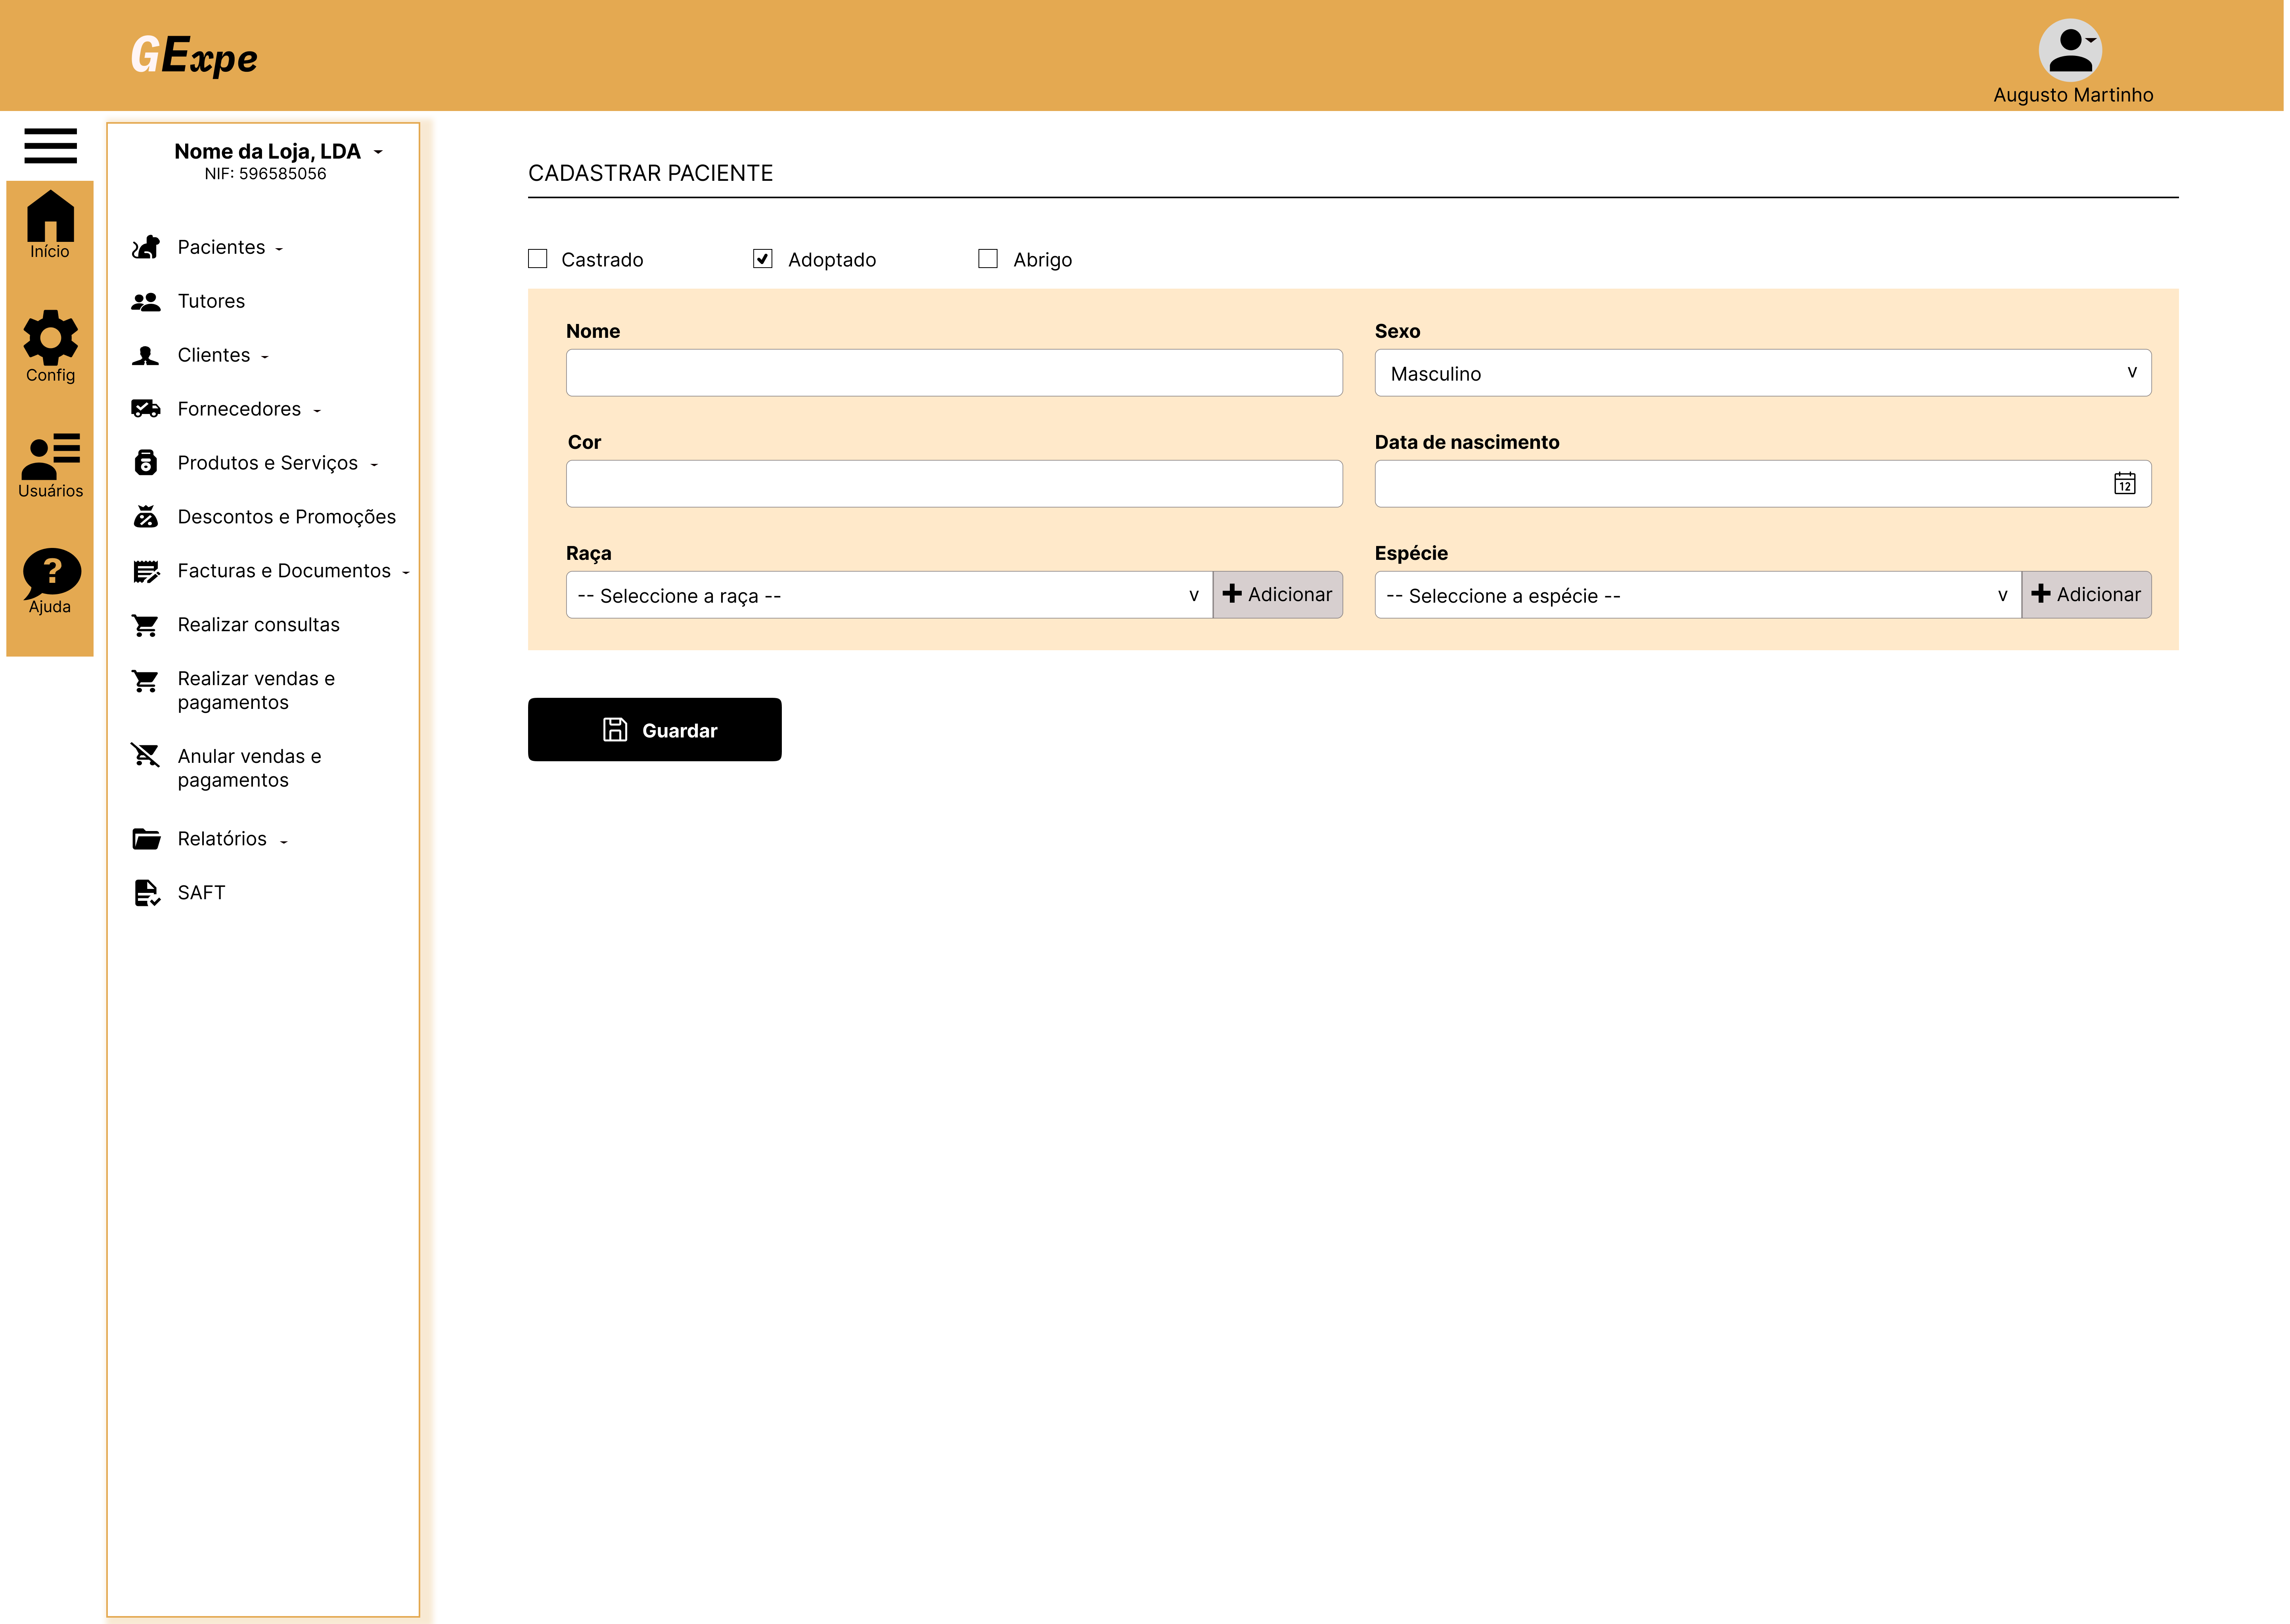 GExpe
Augusto Martinho
Início
Config
Usuários
?
Ajuda
Nome da Loja, LDA
NIF: 596585056
Pacientes
Tutores
Clientes
Fornecedores
Produtos e Serviços
Descontos e Promoções
Facturas e Documentos
Realizar consultas
Realizar vendas e
pagamentos
Anular vendas e
pagamentos
Relatórios
SAFT
CADASTRAR PACIENTE
Castrado Adoptado Abrigo
Nome Sexo
Masculino v
Cor Data de nascimento
12
Raça Espécie
-- Seleccione a raça -- v Adicionar -- Seleccione a espécie -- v Adicionar
Guardar